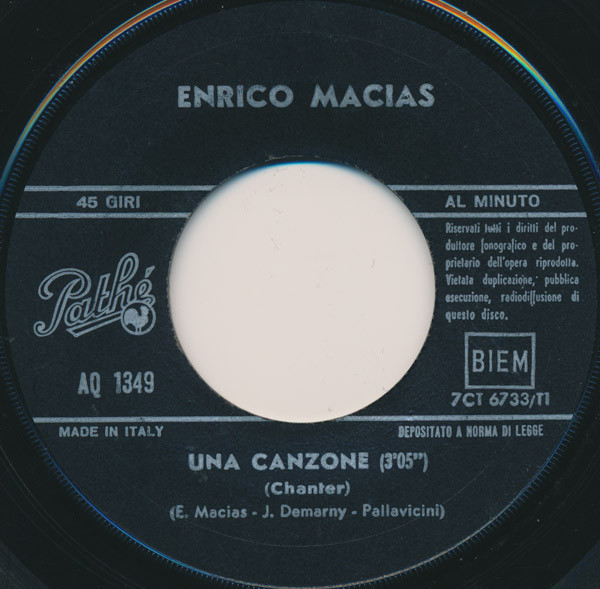 ENRICO MACIAS
45 GIRI
AL MINUTO
Riservati tutti i diritti del pro-
duttore fonografico e del pro-
prietario dell'opera riprodotta.
Vietata duplicazione, pubblica
esecuzione, radiodiffusione di
questo disco.
Pathé
BIEM
AQ 1349
7CT 6733/T1
MADE IN ITALY
DEPOSITATO A NORMA DI LEGGE
UNA CANZONE (3'05")
(Chanter)
(E. Macias - J. Demarny - Pallavicini)